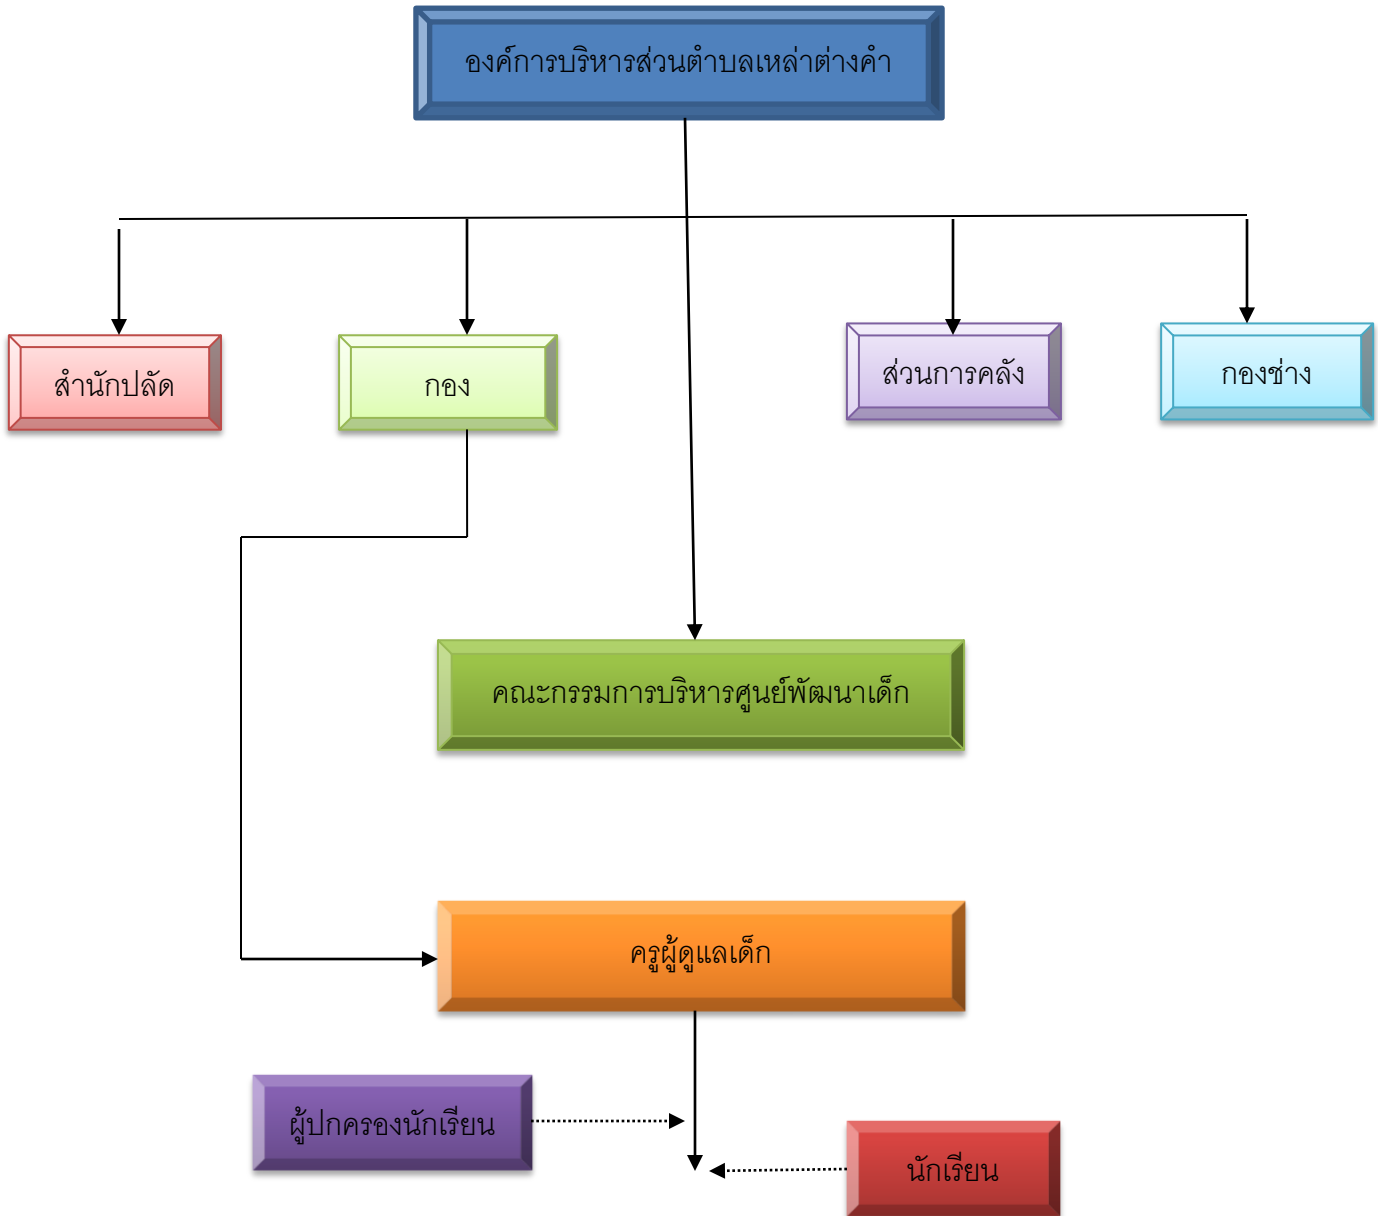 องค์การบริหารส่วนตำบลเหล่าต่างคำ
สำนักปลัด
กอง
ส่วนการคลัง
กองช่าง
คณะกรรมการบริหารศูนย์พัฒนาเด็ก
ครูผู้ดูแลเด็ก
ผู้ปกครองนักเรียน
นักเรียน